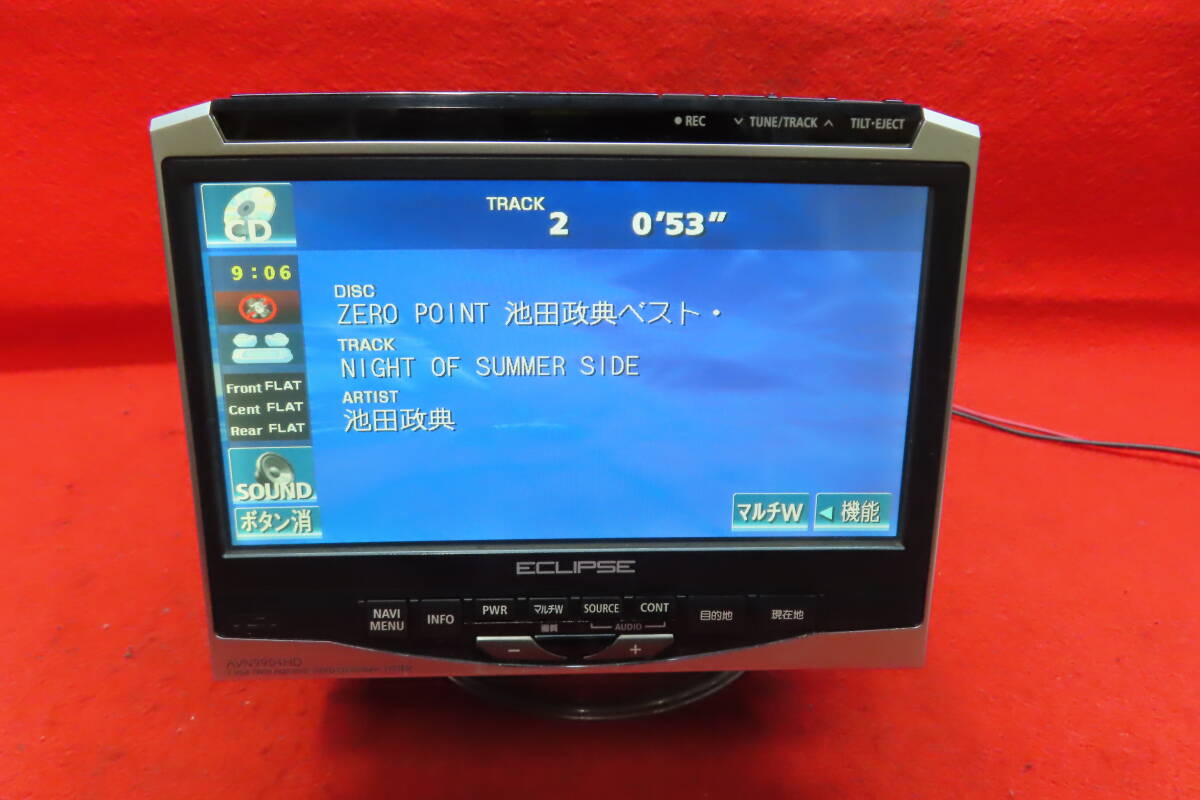 REC TUNE/TRACK TILT・EJECT
CD
TRACK 2 0'53"
9:06
DISC
ZERO POINT 池田政典ベスト・
TRACK
NIGHT OF SUMMER SIDE
ARTIST
池田政典
Front FLAT
Cent FLAT
Rear FLAT
SOUND
ボタン消
マルチW
機能
ECLIPSE
NAVI MENU
INFO
PWR
マルチW
SOURCE
CONT
目的地
現在地
画質
AUDIO
− +
AVN9904HD